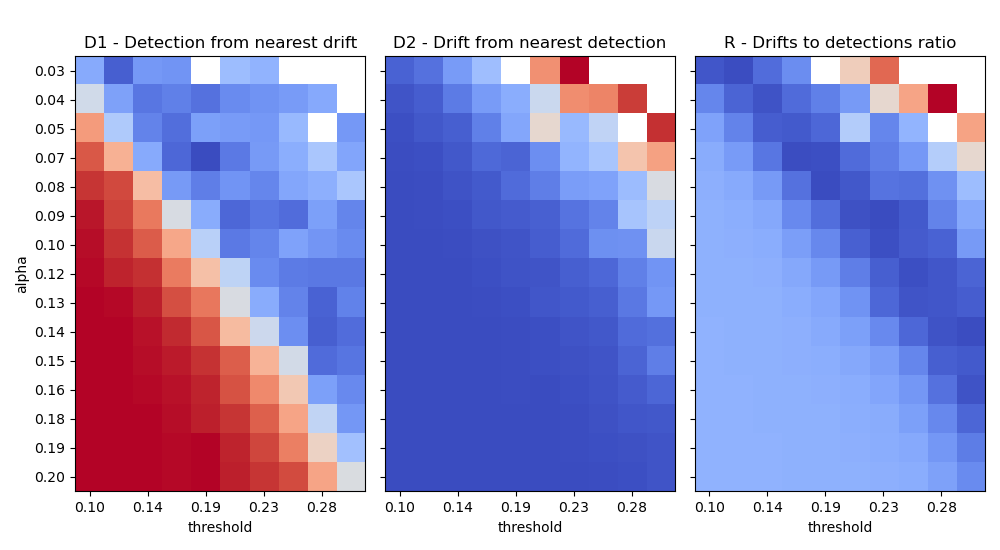 D1 - Detection from nearest drift
D2 - Drift from nearest detection
R - Drifts to detections ratio
alpha
0.03
0.04
0.05
0.07
0.08
0.09
0.10
0.12
0.13
0.14
0.15
0.16
0.18
0.19
0.20
0.10 0.14 0.19 0.23 0.28
threshold
0.10 0.14 0.19 0.23 0.28
threshold
0.10 0.14 0.19 0.23 0.28
threshold